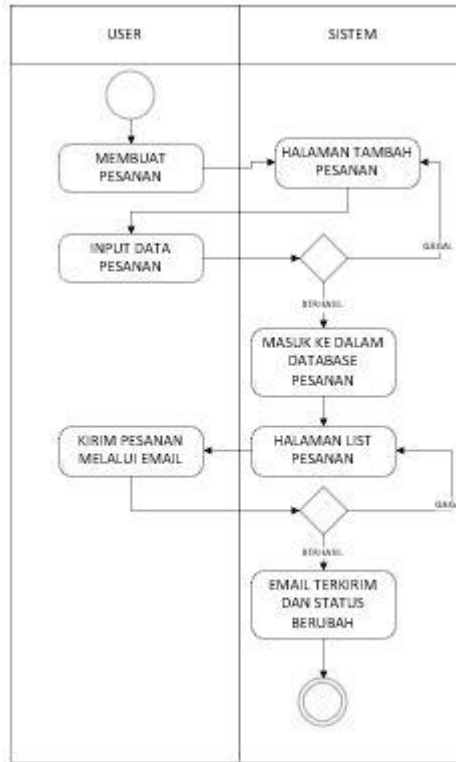 USER
SISTEM
MEMBUAT
PESANAN
HALAMAN TAMBAH
PESANAN
INPUT DATA
PESANAN
GAGAL
BERHASIL
MASUK KE DALAM
DATABASE
PESANAN
KIRIM PESANAN
MELALUI EMAIL
HALAMAN LIST
PESANAN
BERHASIL
EMAIL TERKIRIM
DAN STATUS
BERUBAH